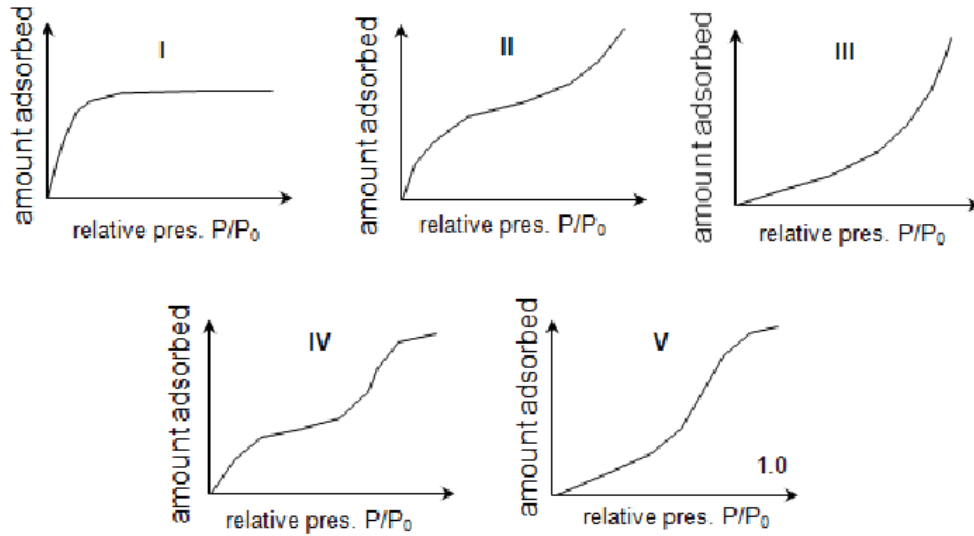 amount adsorbed
I
relative pres. P/P₀
amount adsorbed
II
relative pres. P/P₀
amount adsorbed
III
relative pres. P/P₀
amount adsorbed
IV
relative pres. P/P₀
amount adsorbed
V
1.0
relative pres. P/P₀